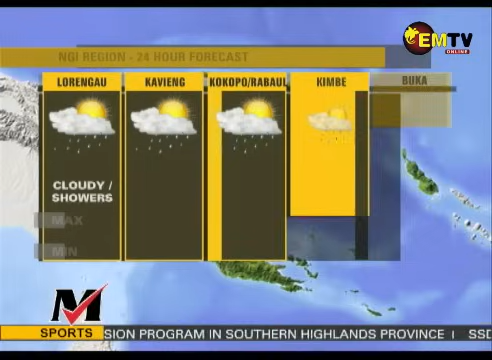 EMTV
ONLINE
NGI REGION - 24 HOUR FORECAST
LORENGAU KAVIENG KOKOPO/RABAUL KIMBE BUKA
CLOUDY /
SHOWERS
MAX
MIN
M
SPORTS SION PROGRAM IN SOUTHERN HIGHLANDS PROVINCE I SSD